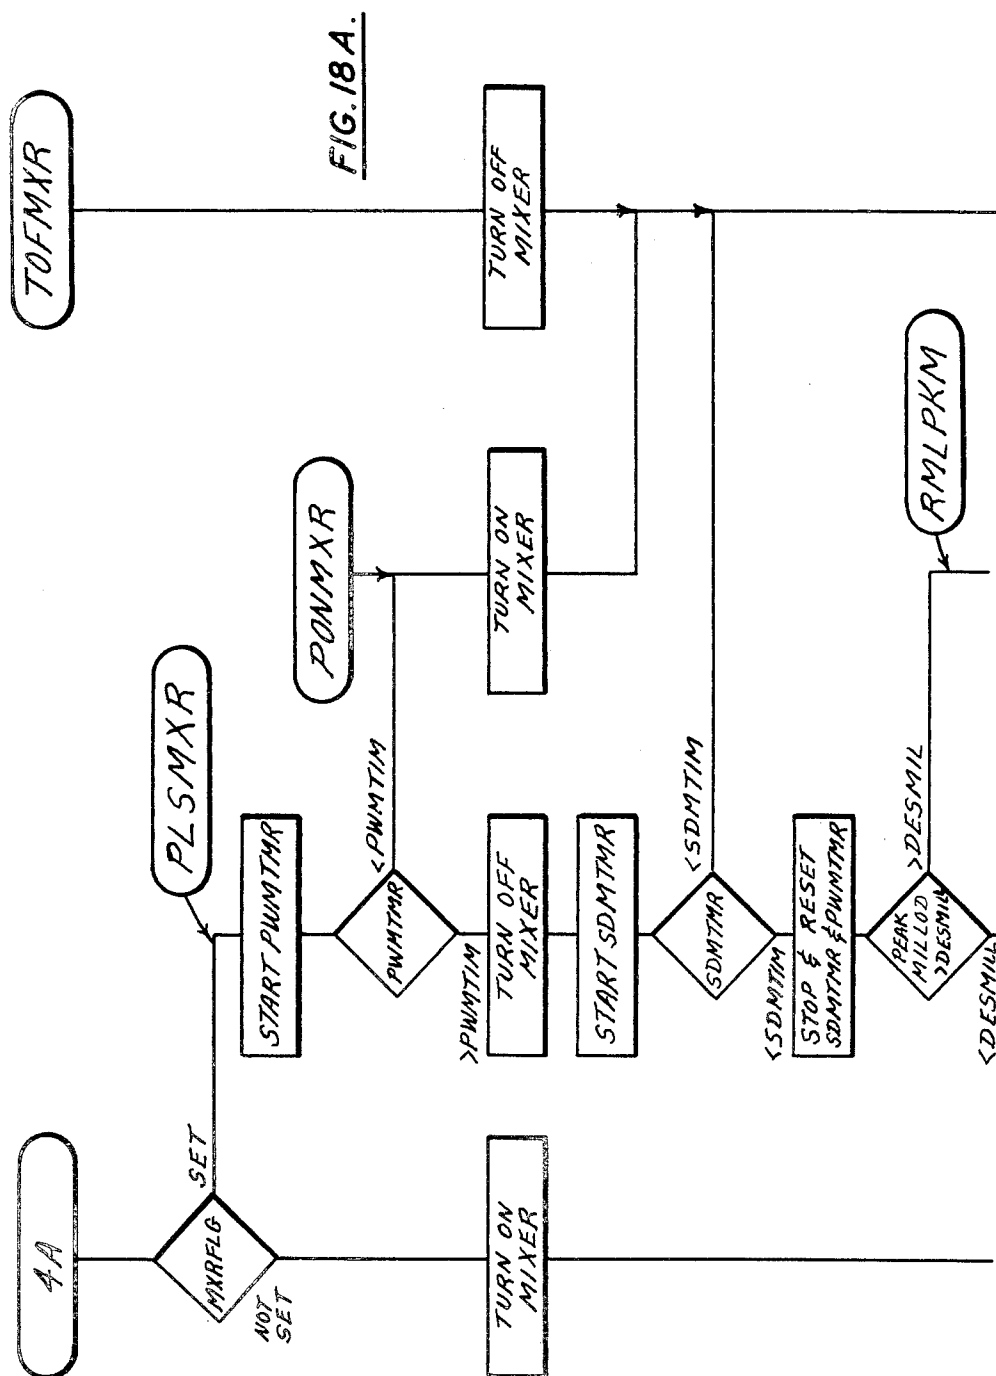 4A
TOFMXR
PLSMXR
SET
MXRFLG
NOT
SET
START PWMTMR
PONMXR
FIG.18A.
<PWMTIM
PWMTMR
>PWMTIM
TURN ON
MIXER
TURN OFF
MIXER
TURN ON
MIXER
TURN OFF
MIXER
START SDMTMR
<SDMTIM
SDMTMR
<SDMTIM
STOP & RESET
SDMTMR & PWMTMR
RMLPKM
>DESMIL
PEAK
MILLOD
>DESMIL
<DESMILL